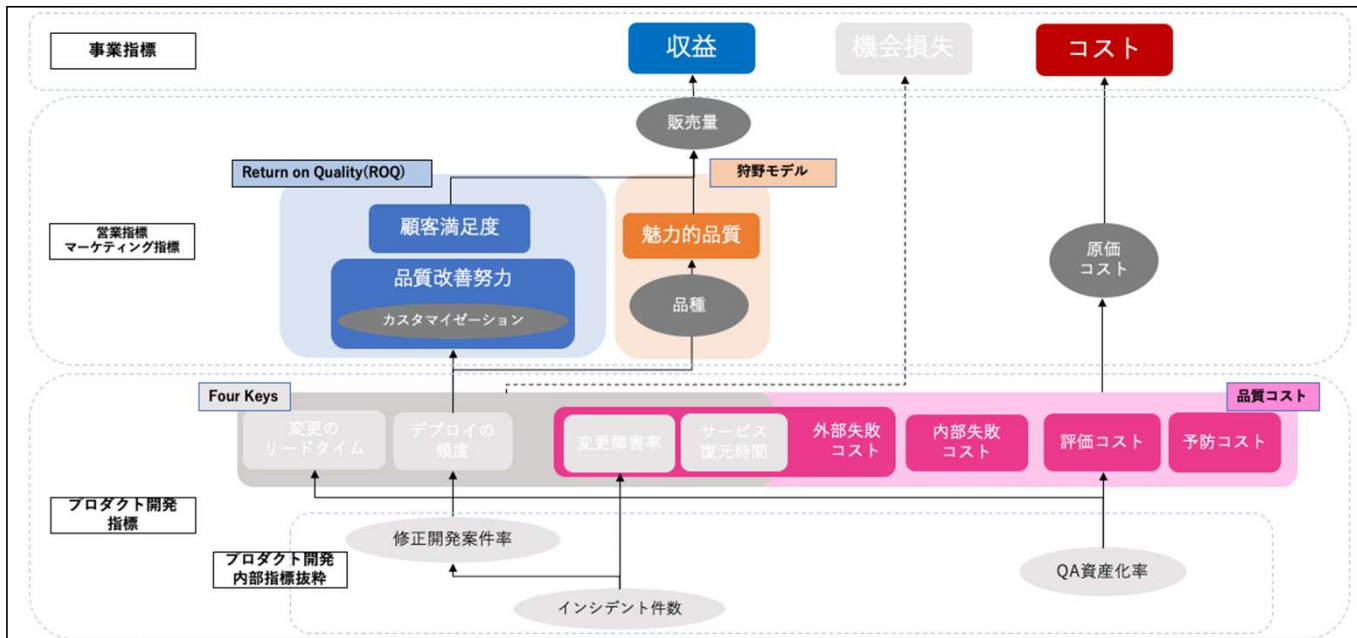 事業指標
収益
機会損失
コスト
販売量
Return on Quality(ROQ)
狩野モデル
営業指標
マーケティング指標
顧客満足度
魅力的品質
品質改善努力
カスタマイゼーション
品種
原価
コスト
Four Keys
品質コスト
変更の
リードタイム
デプロイの
頻度
変更障害率
サービス
復元時間
外部失敗
コスト
内部失敗
コスト
評価コスト
予防コスト
プロダクト開発
指標
修正開発案件率
プロダクト開発
内部指標抜粋
QA資産化率
インシデント件数